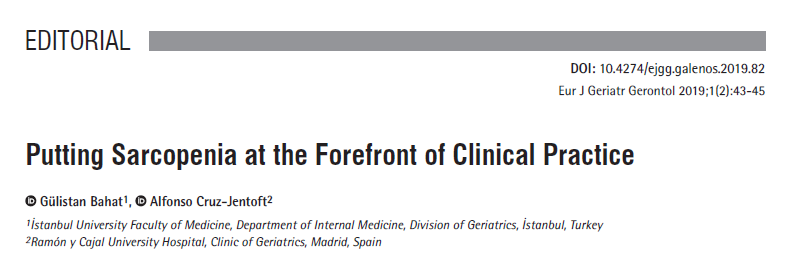 EDITORIAL
DOI: 10.4274/ejgg.galenos.2019.82
Eur J Geriatr Gerontol 2019;1(2):43-45
Putting Sarcopenia at the Forefront of Clinical Practice
iD Gülistan Bahat1, iD Alfonso Cruz-Jentoft2
1İstanbul University Faculty of Medicine, Department of Internal Medicine, Division of Geriatrics, İstanbul, Turkey
2Ramón y Cajal University Hospital, Clinic of Geriatrics, Madrid, Spain